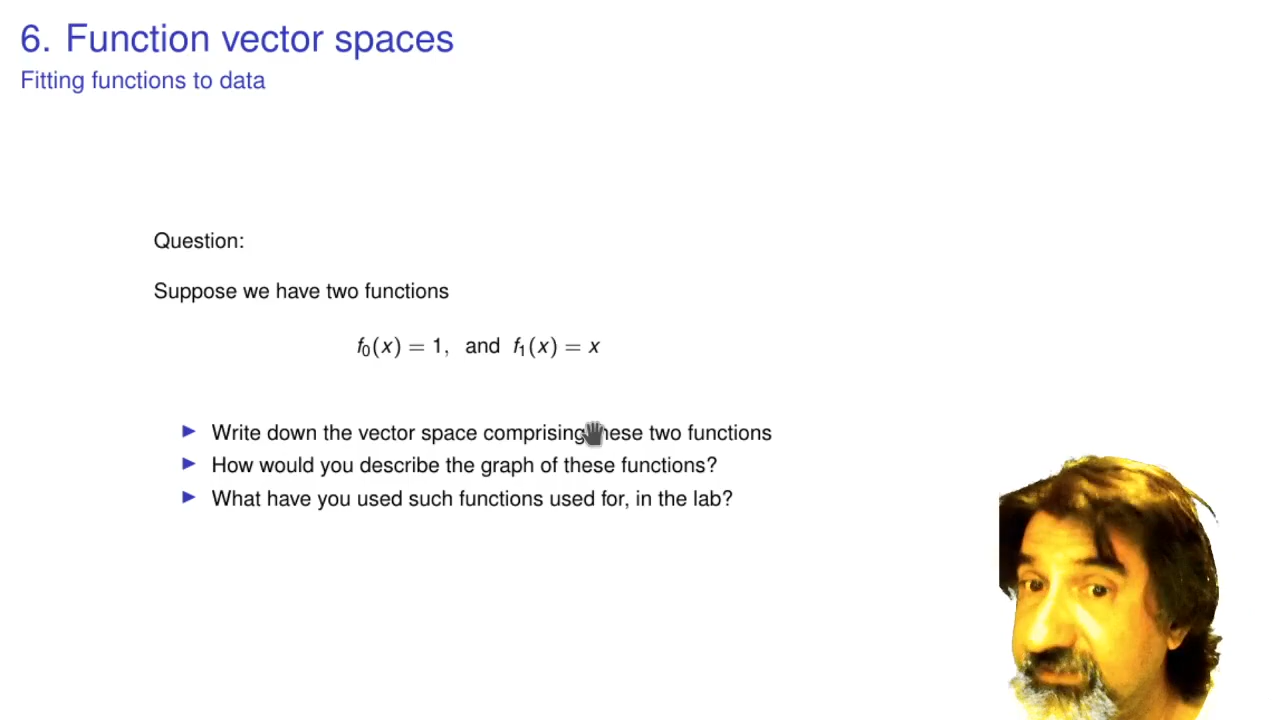 6. Function vector spaces
Fitting functions to data
Question:
Suppose we have two functions
f₀(x) = 1, and f₁(x) = x
Write down the vector space comprising these two functions
How would you describe the graph of these functions?
What have you used such functions used for, in the lab?